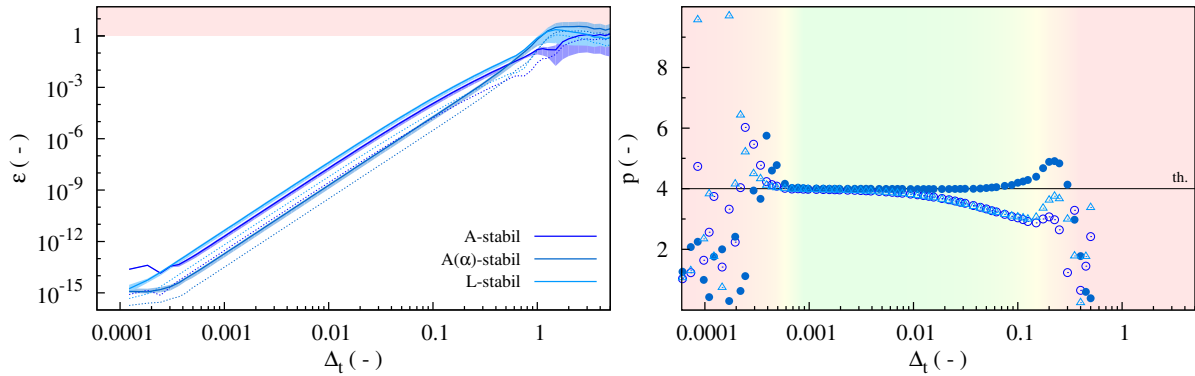 1
10⁻³
10⁻⁶
10⁻⁹
10⁻¹²
10⁻¹⁵
ε ( - )
0.0001
0.001
0.01
0.1
1
Δt ( - )
A-stabil
A(α)-stabil
L-stabil
10
8
6
4
2
p ( - )
th.
0.0001
0.001
0.01
0.1
1
Δt ( - )